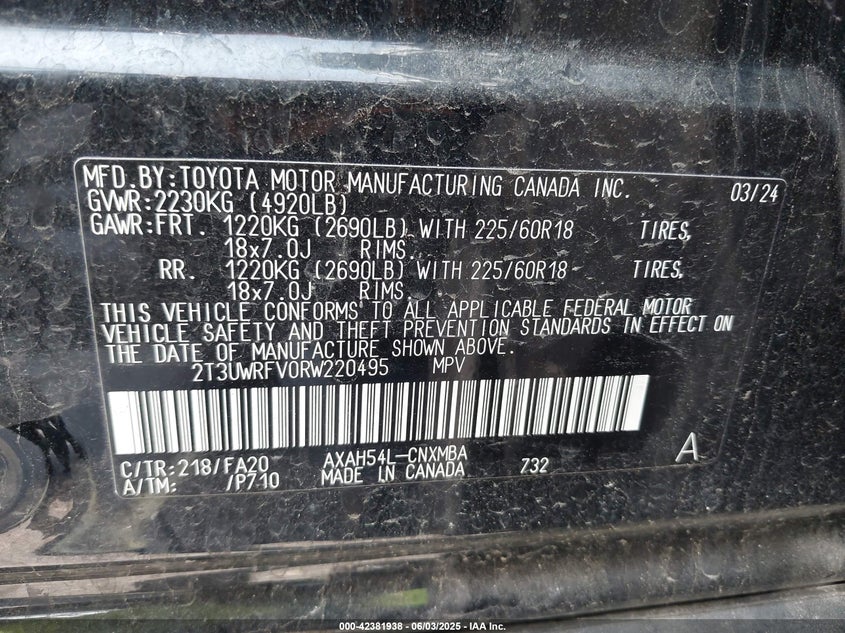 MFD.BY:TOYOTA MOTOR MANUFACTURING CANADA INC. 03/24
GVWR:2230KG (4920LB)
GAWR:FRT. 1220KG (2690LB) WITH 225/60R18 TIRES,
18x7.0J RIMS.
RR. 1220KG (2690LB) WITH 225/60R18 TIRES,
18x7.0J RIMS.
THIS VEHICLE CONFORMS TO ALL APPLICABLE FEDERAL MOTOR
VEHICLE SAFETY AND THEFT PREVENTION STANDARDS IN EFFECT ON
THE DATE OF MANUFACTURE SHOWN ABOVE.
2T3UWRFV0RW220495 MPV
C/TR:218/FA20 AXAH54L-CNXMBA 732 A
A/TM: /P710 MADE IN CANADA
000-42381938 - 06/03/2025 - IAA Inc.